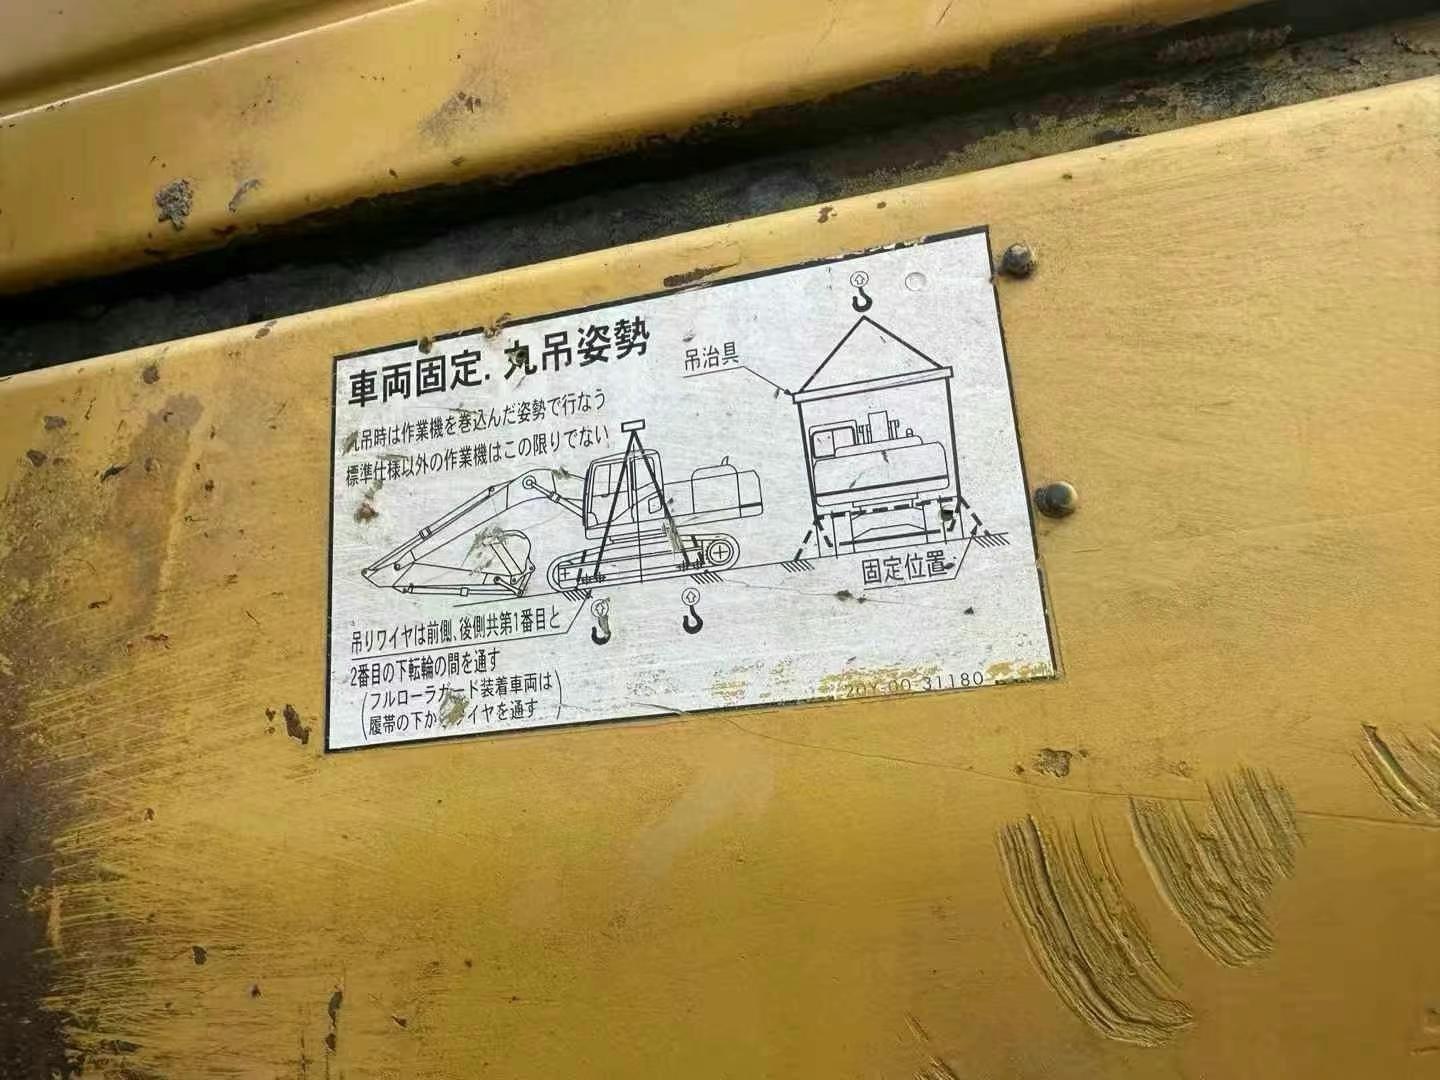 車両固定. 丸吊姿勢
丸吊時は作業機を巻込んだ姿勢で行なう
標準仕様以外の作業機はこの限りでない
吊治具
固定位置
吊りワイヤは前側、後側共第1番目と
2番目の下転輪の間を通す
(フルローラガード装着車両は
履帯の下からワイヤを通す)
20Y-00-31180